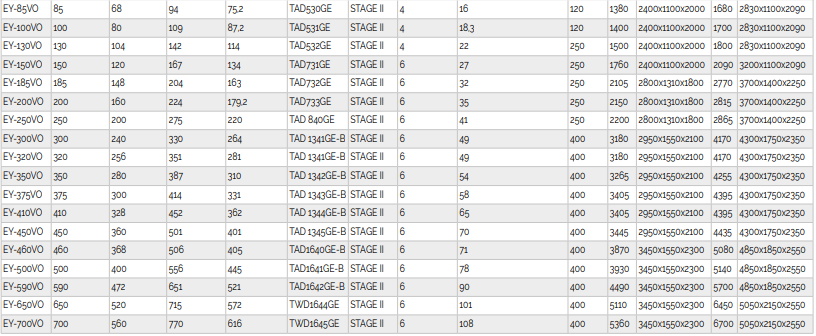 EY-85VO 85 68 94 75,2 TAD530GE STAGE II 4 16 120 1380 2400x1100x2000 1680 2830x1100x2090
EY-100VO 100 80 109 87,2 TAD531GE STAGE II 4 18,3 120 1400 2400x1100x2000 1700 2830x1100x2090
EY-130VO 130 104 142 114 TAD532GE STAGE II 4 22 250 1500 2400x1100x2000 1800 2830x1100x2090
EY-150VO 150 120 167 134 TAD731GE STAGE II 6 27 250 1760 2400x1100x2000 2090 3200x1100x2090
EY-185VO 185 148 204 163 TAD732GE STAGE II 6 32 250 2105 2800x1310x1800 2770 3700x1400x2250
EY-200VO 200 160 224 179,2 TAD733GE STAGE II 6 35 250 2150 2800x1310x1800 2815 3700x1400x2250
EY-250VO 250 200 275 220 TAD 840GE STAGE II 6 41 250 2200 2800x1310x1800 2865 3700x1400x2250
EY-300VO 300 240 330 264 TAD 1341GE-B STAGE II 6 49 400 3180 2950x1550x2100 4170 4300x1750x2350
EY-320VO 320 256 351 281 TAD 1341GE-B STAGE II 6 49 400 3180 2950x1550x2100 4170 4300x1750x2350
EY-350VO 350 280 387 310 TAD 1342GE-B STAGE II 6 54 400 3265 2950x1550x2100 4255 4300x1750x2350
EY-375VO 375 300 414 331 TAD 1343GE-B STAGE II 6 58 400 3405 2950x1550x2100 4395 4300x1750x2350
EY-410VO 410 328 452 362 TAD 1344GE-B STAGE II 6 65 400 3405 2950x1550x2100 4395 4300x1750x2350
EY-450VO 450 360 501 401 TAD 1345GE-B STAGE II 6 70 400 3445 2950x1550x2100 4435 4300x1750x2350
EY-460VO 460 368 506 405 TAD1640GE-B STAGE II 6 71 400 3870 3450x1550x2300 5080 4850x1850x2550
EY-500VO 500 400 556 445 TAD1641GE-B STAGE II 6 78 400 3930 3450x1550x2300 5140 4850x1850x2550
EY-590VO 590 472 651 521 TAD1642GE-B STAGE II 6 90 400 4490 3450x1550x2300 5700 4850x1850x2550
EY-650VO 650 520 715 572 TWD1644GE STAGE II 6 101 400 5110 3450x1550x2300 6450 5050x2150x2550
EY-700VO 700 560 770 616 TWD1645GE STAGE II 6 108 400 5360 3450x1550x2300 6700 5050x2150x2550